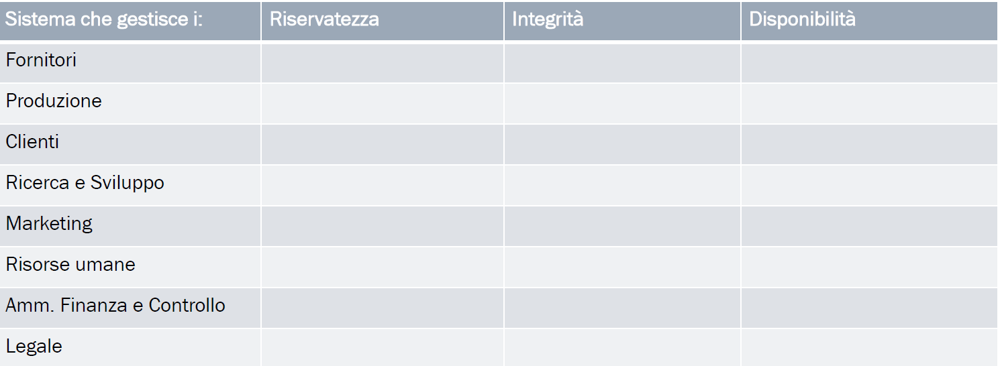 Sistema che gestisce i: Riservatezza Integrità Disponibilità
Fornitori
Produzione
Clienti
Ricerca e Sviluppo
Marketing
Risorse umane
Amm. Finanza e Controllo
Legale